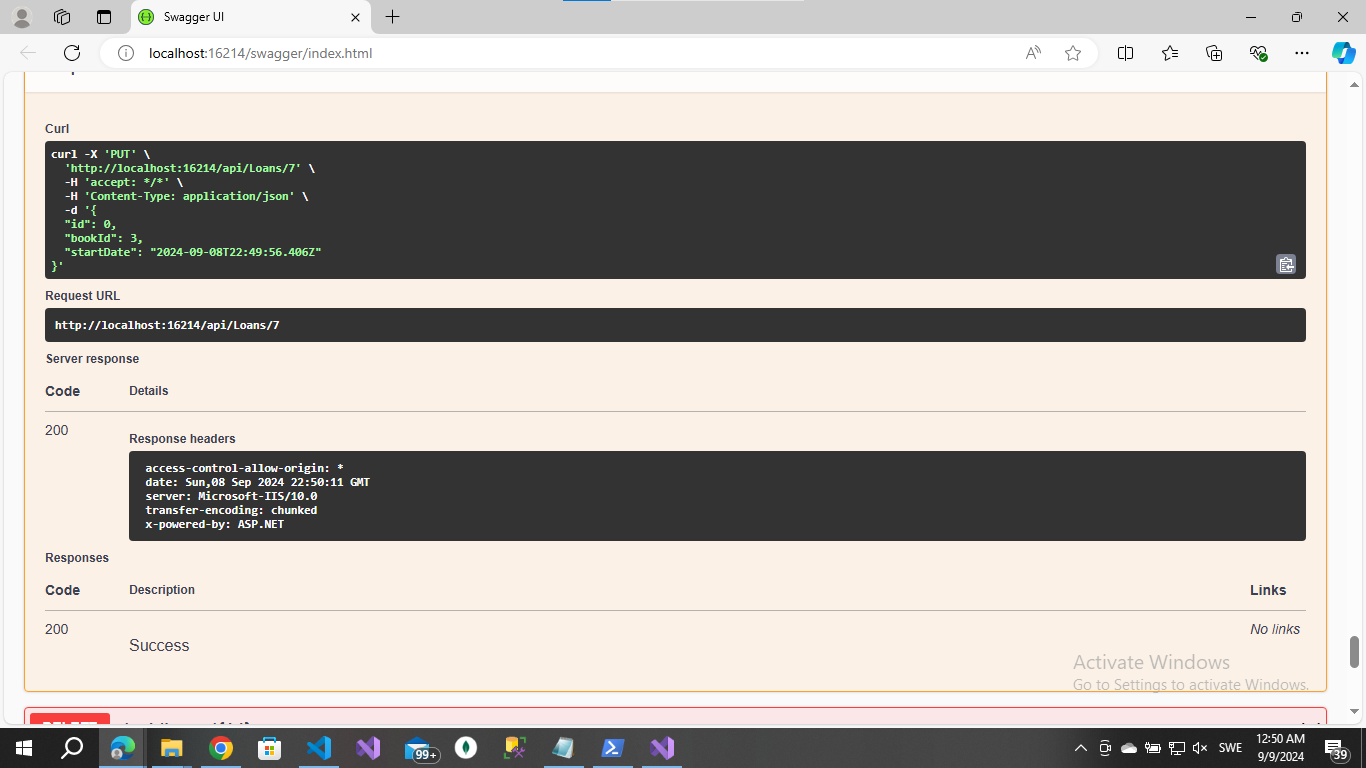 Swagger UI
localhost:16214/swagger/index.html
Curl
curl -X 'PUT' \
'http://localhost:16214/api/Loans/7' \
-H 'accept: */*' \
-H 'Content-Type: application/json' \
-d '{
"id": 0,
"bookId": 3,
"startDate": "2024-09-08T22:49:56.406Z"
}'
Request URL
http://localhost:16214/api/Loans/7
Server response
Code Details
200
Response headers
access-control-allow-origin: *
date: Sun,08 Sep 2024 22:50:11 GMT
server: Microsoft-IIS/10.0
transfer-encoding: chunked
x-powered-by: ASP.NET
Responses
Code Description Links
200 No links
Success
Activate Windows
Go to Settings to activate Windows.
99+
SWE
12:50 AM
9/9/2024
39